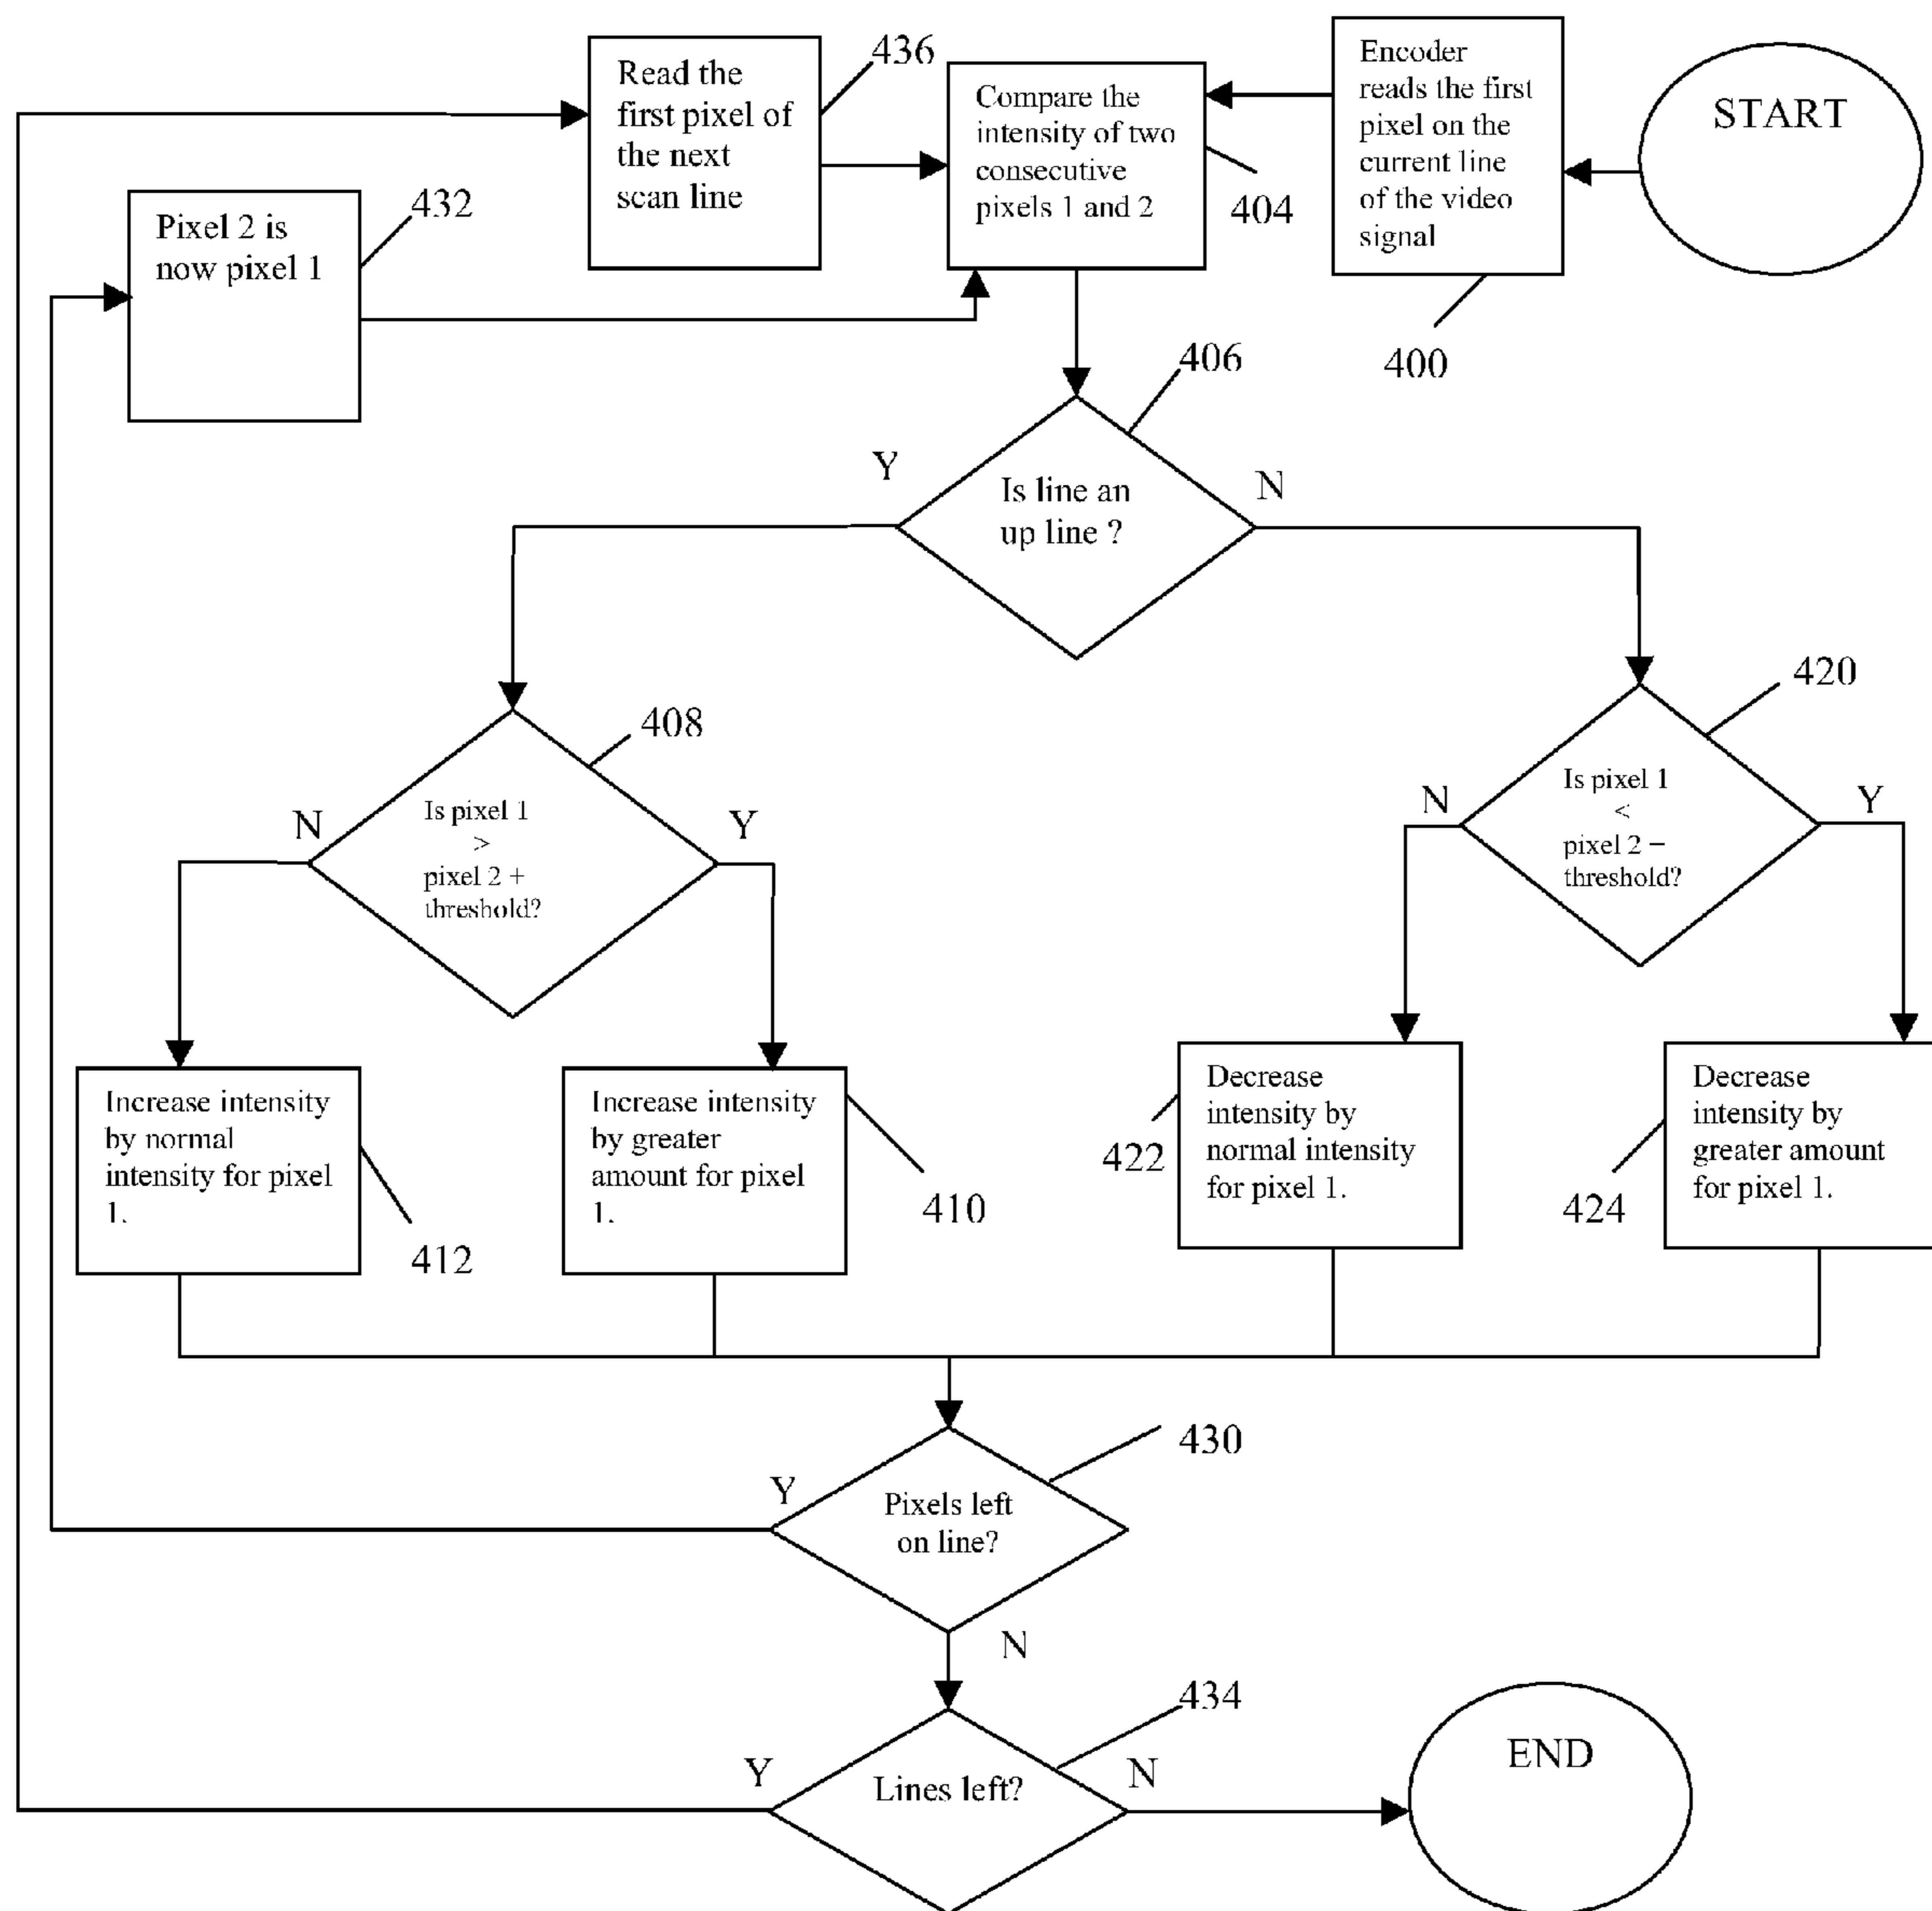 Read the
first pixel of
the next
scan line
436
Compare the
intensity of two
consecutive
pixels 1 and 2
404
Encoder
reads the first
pixel on the
current line
of the video
signal
400
START
Pixel 2 is
now pixel 1
432
406
Y
Is line an
up line ?
N
408
N
Is pixel 1
>
pixel 2 +
threshold?
Y
420
N
Is pixel 1
<
pixel 2 −
threshold?
Y
Increase intensity
by normal
intensity for pixel
1.
412
Increase intensity
by greater
amount for pixel
1.
410
Decrease
intensity by
normal intensity
for pixel 1.
422
Decrease
intensity by
greater amount
for pixel 1.
424
430
Y
Pixels left
on line?
N
434
Y
Lines left?
N
END